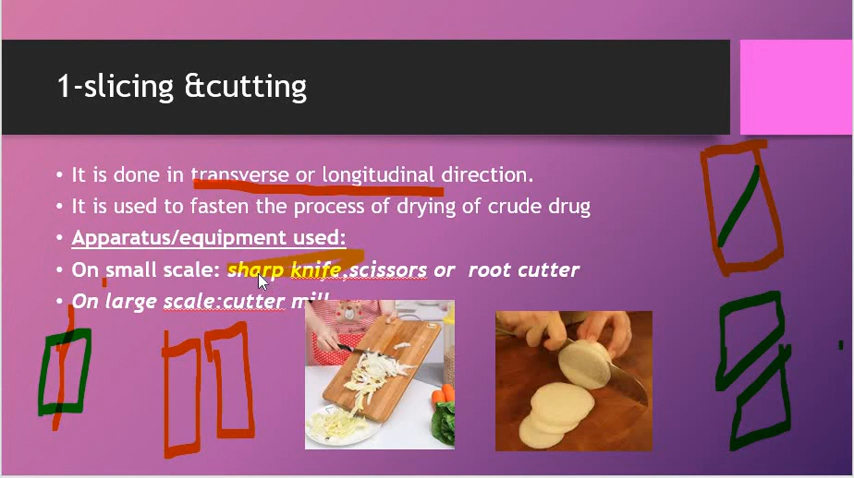 1-slicing &cutting
• It is done in transverse or longitudinal direction.
• It is used to fasten the process of drying of crude drug
• Apparatus/equipment used:
• On small scale: sharp knife,scissors or root cutter
• On large scale:cutter mill